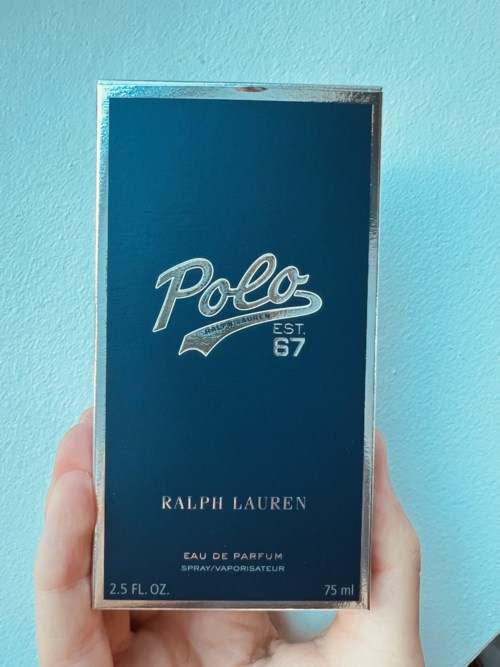 Polo
RALPH LAUREN
EST.
67
RALPH LAUREN
EAU DE PARFUM
SPRAY/VAPORISATEUR
2.5 FL. OZ. 75 ml